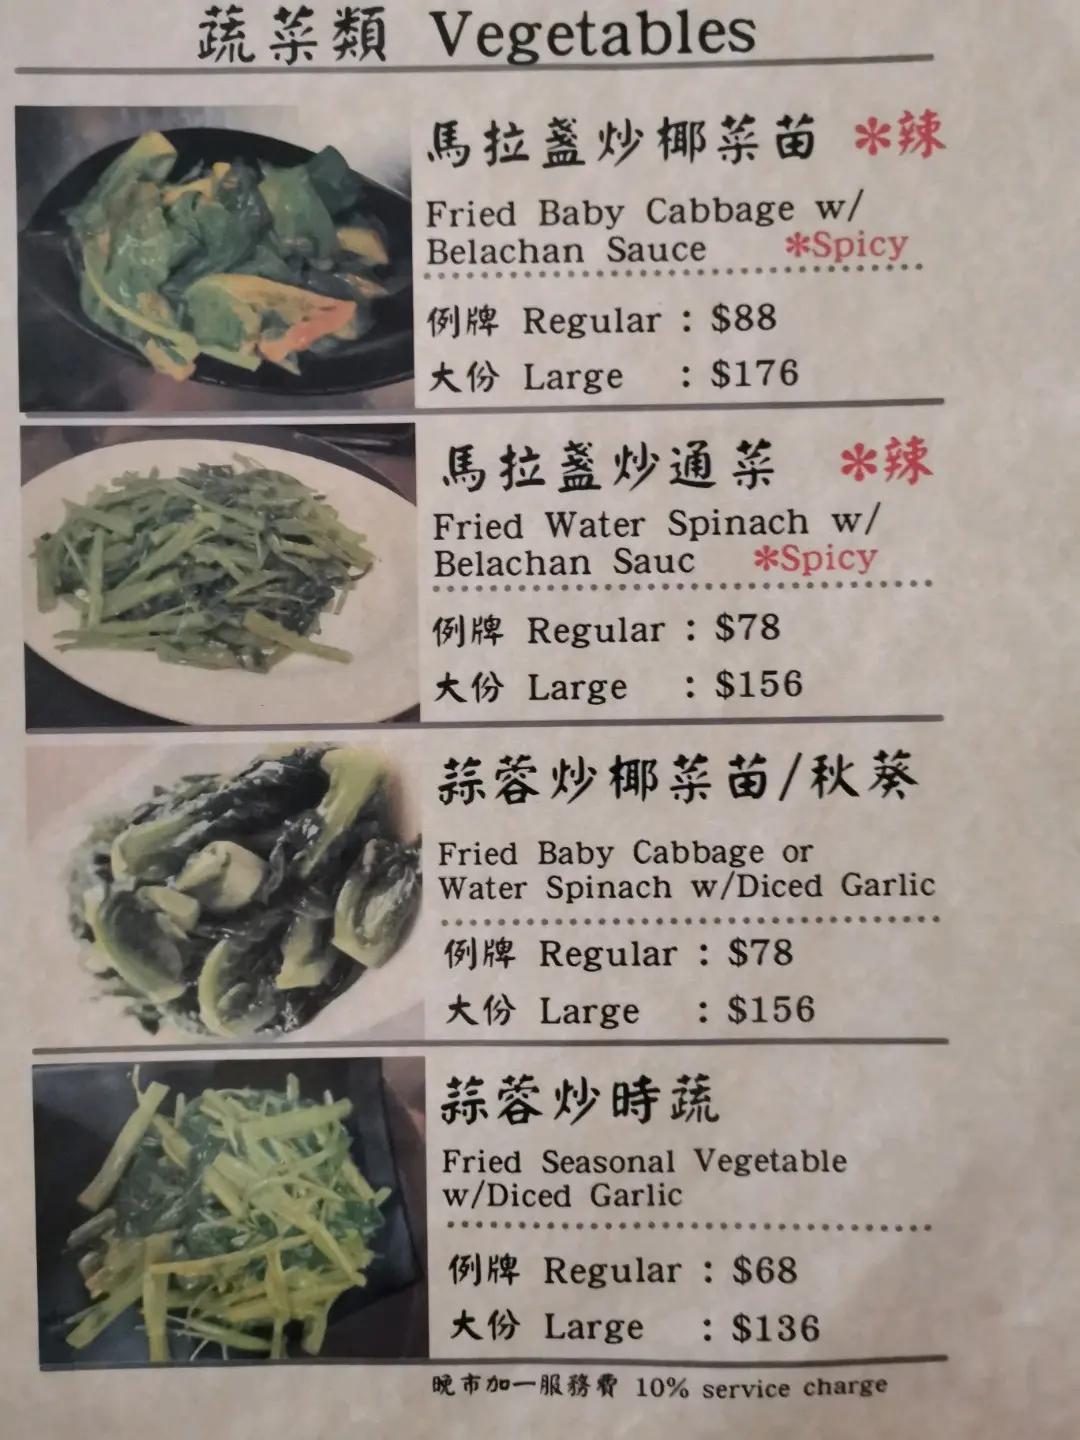 蔬菜類 Vegetables
馬拉盞炒椰菜苗 *辣
Fried Baby Cabbage w/
Belachan Sauce *Spicy
例牌 Regular : $88
大份 Large : $176
馬拉盞炒通菜 *辣
Fried Water Spinach w/
Belachan Sauc *Spicy
例牌 Regular : $78
大份 Large : $156
蒜蓉炒椰菜苗/秋葵
Fried Baby Cabbage or
Water Spinach w/Diced Garlic
例牌 Regular : $78
大份 Large : $156
蒜蓉炒時蔬
Fried Seasonal Vegetable
w/Diced Garlic
例牌 Regular : $68
大份 Large : $136
晚市加一服務費 10% service charge